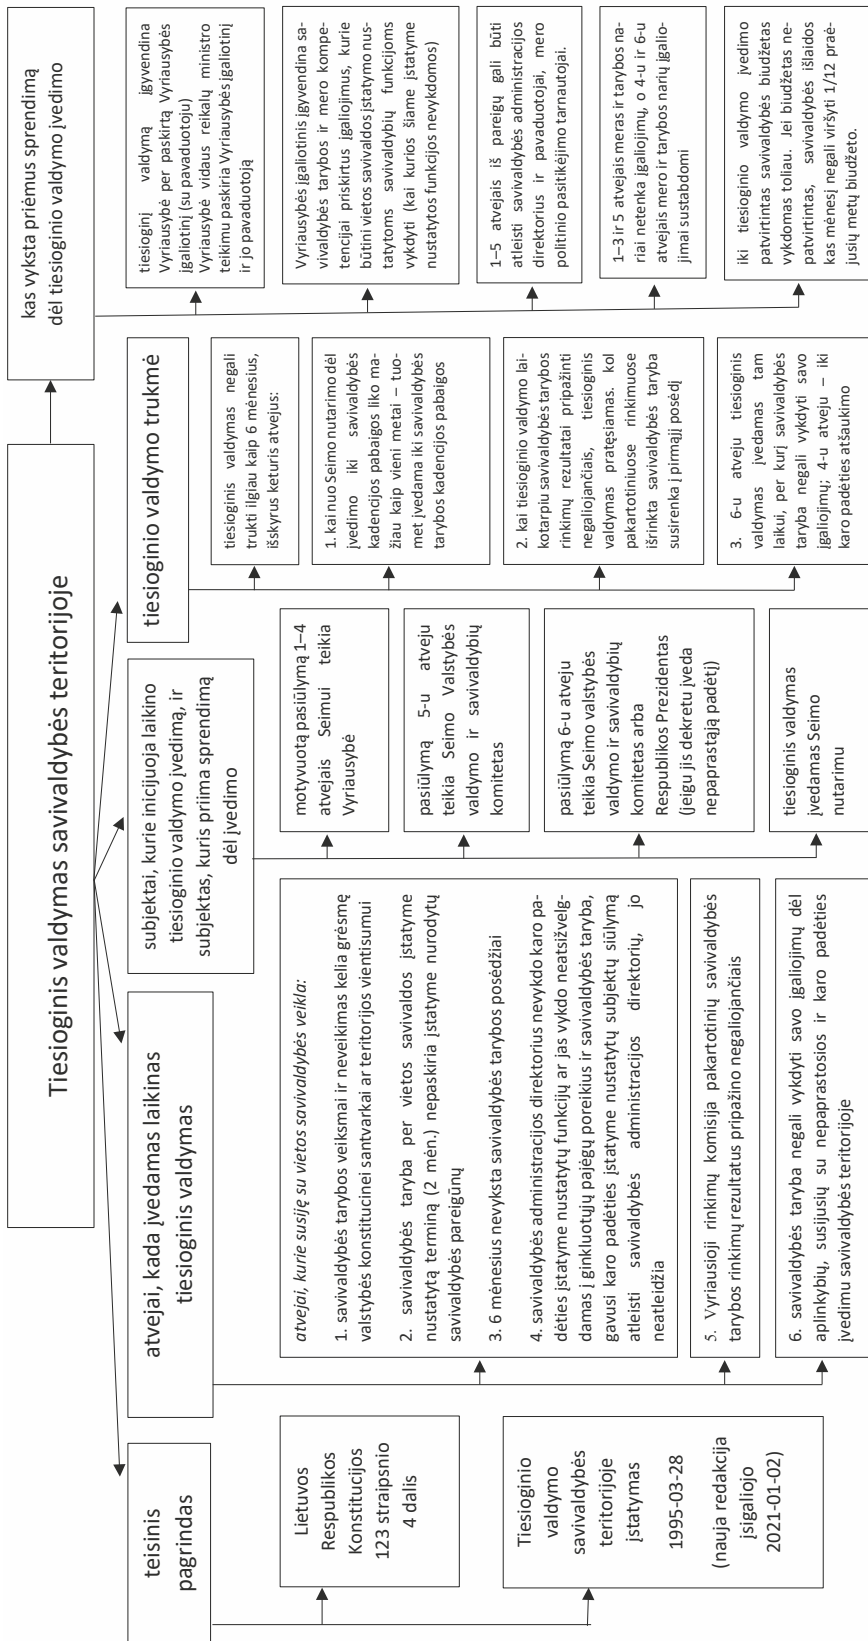 Tiesioginis valdymas savivaldybės teritorijoje
teisinis
pagrindas
Lietuvos
Respublikos
Konstitucijos
123 straipsnio
4 dalis
Tiesioginio
valdymo
savivaldybės
teritorijoje
įstatymas
1995-03-28
(nauja redakcija
įsigaliojo
2021-01-02)
atvejai, kada įvedamas laikinas
tiesioginis valdymas
atvejai, kurie susiję su vietos savivaldybės veikla:
1. savivaldybės tarybos veiksmai ir neveikimas kelia grėsmę
valstybės konstitucinei santvarkai ar teritorijos vientisumui
2. savivaldybės taryba per vietos savivaldos įstatyme
nustatytą terminą (2 mėn.) nepaskiria įstatyme nurodytų
savivaldybės pareigūnų
3. 6 mėnesius nevyksta savivaldybės tarybos posėdžiai
4. savivaldybės administracijos direktorius nevykdo karo pa-
dėties įstatyme nustatytų funkcijų ar jas vykdo neatsižvelg-
damas į ginkluotųjų pajėgų poreikius ir savivaldybės taryba,
gavusi karo padėties įstatyme nustatytų subjektų siūlymą
atleisti savivaldybės administracijos direktorių, jo
neatleidžia
5. Vyriausioji rinkimų komisija pakartotinių savivaldybės
tarybos rinkimų rezultatus pripažino negaliojančiais
6. savivaldybės taryba negali vykdyti savo įgaliojimų dėl
aplinkybių, susijusių su nepaprastosios ir karo padėties
įvedimu savivaldybės teritorijoje
subjektai, kurie inicijuoja laikino
tiesioginio valdymo įvedimą, ir
subjektas, kuris priima sprendimą
dėl įvedimo
motyvuotą pasiūlymą 1–4
atvejais Seimui teikia
Vyriausybė
pasiūlymą 5-u atveju
teikia Seimo Valstybės
valdymo ir savivaldybių
komitetas
pasiūlymą 6-u atveju
teikia Seimo valstybės
valdymo ir savivaldybių
komitetas arba
Respublikos Prezidentas
(jeigu jis dekretu įveda
nepaprastąją padėtį)
tiesioginis valdymas
įvedamas Seimo
nutarimu
tiesioginio valdymo trukmė
tiesioginis valdymas negali
trukti ilgiau kaip 6 mėnesius,
išskyrus keturis atvejus:
1. kai nuo Seimo nutarimo dėl
įvedimo iki savivaldybės
kadencijos pabaigos liko ma-
žiau kaip vieni metai – tuo-
met įvedama iki savivaldybės
tarybos kadencijos pabaigos
2. kai tiesioginio valdymo lai-
kotarpiu savivaldybės tarybos
rinkimų rezultatai pripažinti
negaliojančiais, tiesioginis
valdymas pratęsiamas. kol
pakartotiniuose rinkimuose
išrinkta savivaldybės taryba
susirenka į pirmąjį posėdį
3. 6-u atveju tiesioginis
valdymas įvedamas tam
laikui, per kurį savivaldybės
taryba negali vykdyti savo
įgaliojimų; 4-u atveju – iki
karo padėties atšaukimo
kas vyksta priėmus sprendimą
dėl tiesioginio valdymo įvedimo
tiesioginį valdymą įgyvendina
Vyriausybė per paskirtą Vyriausybės
įgaliotinį (su pavaduotoju)
Vyriausybė vidaus reikalų ministro
teikimu paskiria Vyriausybės įgaliotinį
ir jo pavaduotoją
Vyriausybės įgaliotinis įgyvendina sa-
vivaldybės tarybos ir mero kompe-
tencijai priskirtus įgaliojimus, kurie
būtini vietos savivaldos įstatymo nus-
tatytoms savivaldybių funkcijoms
vykdyti (kai kurios šiame įstatyme
nustatytos funkcijos nevykdomos)
1–5 atvejais iš pareigų gali būti
atleisti savivaldybės administracijos
direktorius ir pavaduotojai, mero
politinio pasitikėjimo tarnautojai.
1–3 ir 5 atvejais meras ir tarybos na-
riai netenka įgaliojimų, o 4-u ir 6-u
atvejais mero ir tarybos narių įgalio-
jimai sustabdomi
iki tiesioginio valdymo įvedimo
patvirtintas savivaldybės biudžetas
vykdomas toliau. Jei biudžetas ne-
patvirtintas, savivaldybės išlaidos
kas mėnesį negali viršyti 1/12 praė-
jusių metų biudžeto.